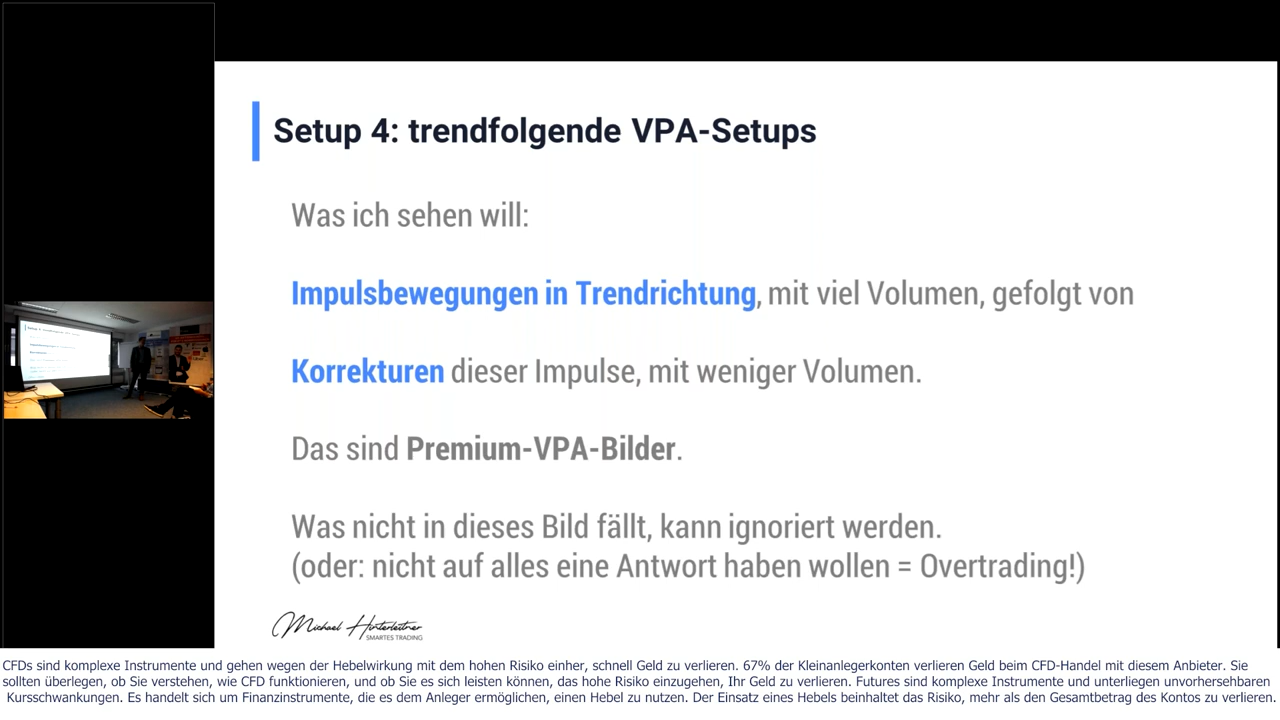 Setup 4: trendfolgende VPA-Setups
Was ich sehen will:
Impulsbewegungen in Trendrichtung, mit viel Volumen, gefolgt von
Korrekturen dieser Impulse, mit weniger Volumen.
Das sind Premium-VPA-Bilder.
Was nicht in dieses Bild fällt, kann ignoriert werden.
(oder: nicht auf alles eine Antwort haben wollen = Overtrading!)
Michael Hinterleitner
SMARTES TRADING
CFDs sind komplexe Instrumente und gehen wegen der Hebelwirkung mit dem hohen Risiko einher, schnell Geld zu verlieren. 67% der Kleinanlegerkonten verlieren Geld beim CFD-Handel mit diesem Anbieter. Sie
sollten überlegen, ob Sie verstehen, wie CFD funktionieren, und ob Sie es sich leisten können, das hohe Risiko einzugehen, Ihr Geld zu verlieren. Futures sind komplexe Instrumente und unterliegen unvorhersehbaren
Kursschwankungen. Es handelt sich um Finanzinstrumente, die es dem Anleger ermöglichen, einen Hebel zu nutzen. Der Einsatz eines Hebels beinhaltet das Risiko, mehr als den Gesamtbetrag des Kontos zu verlieren.